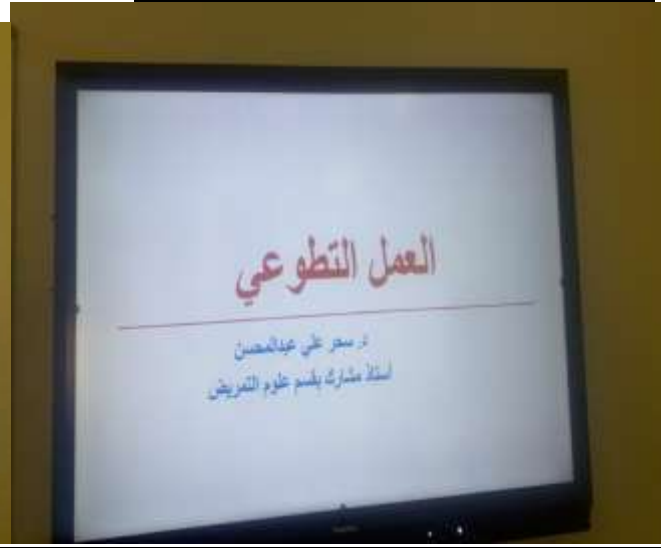 العمل التطوعي
د. سحر علي عبدالمحسن
أستاذ مشارك بقسم علوم التمريض